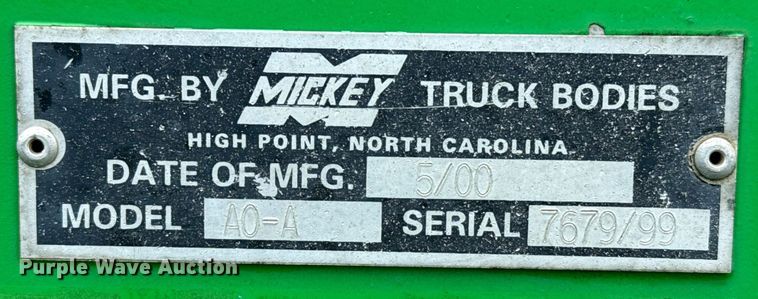 MFG. BY MICKEY TRUCK BODIES
HIGH POINT, NORTH CAROLINA
DATE OF MFG. 5/00
MODEL AO-A SERIAL 7679/99
Purple Wave Auction